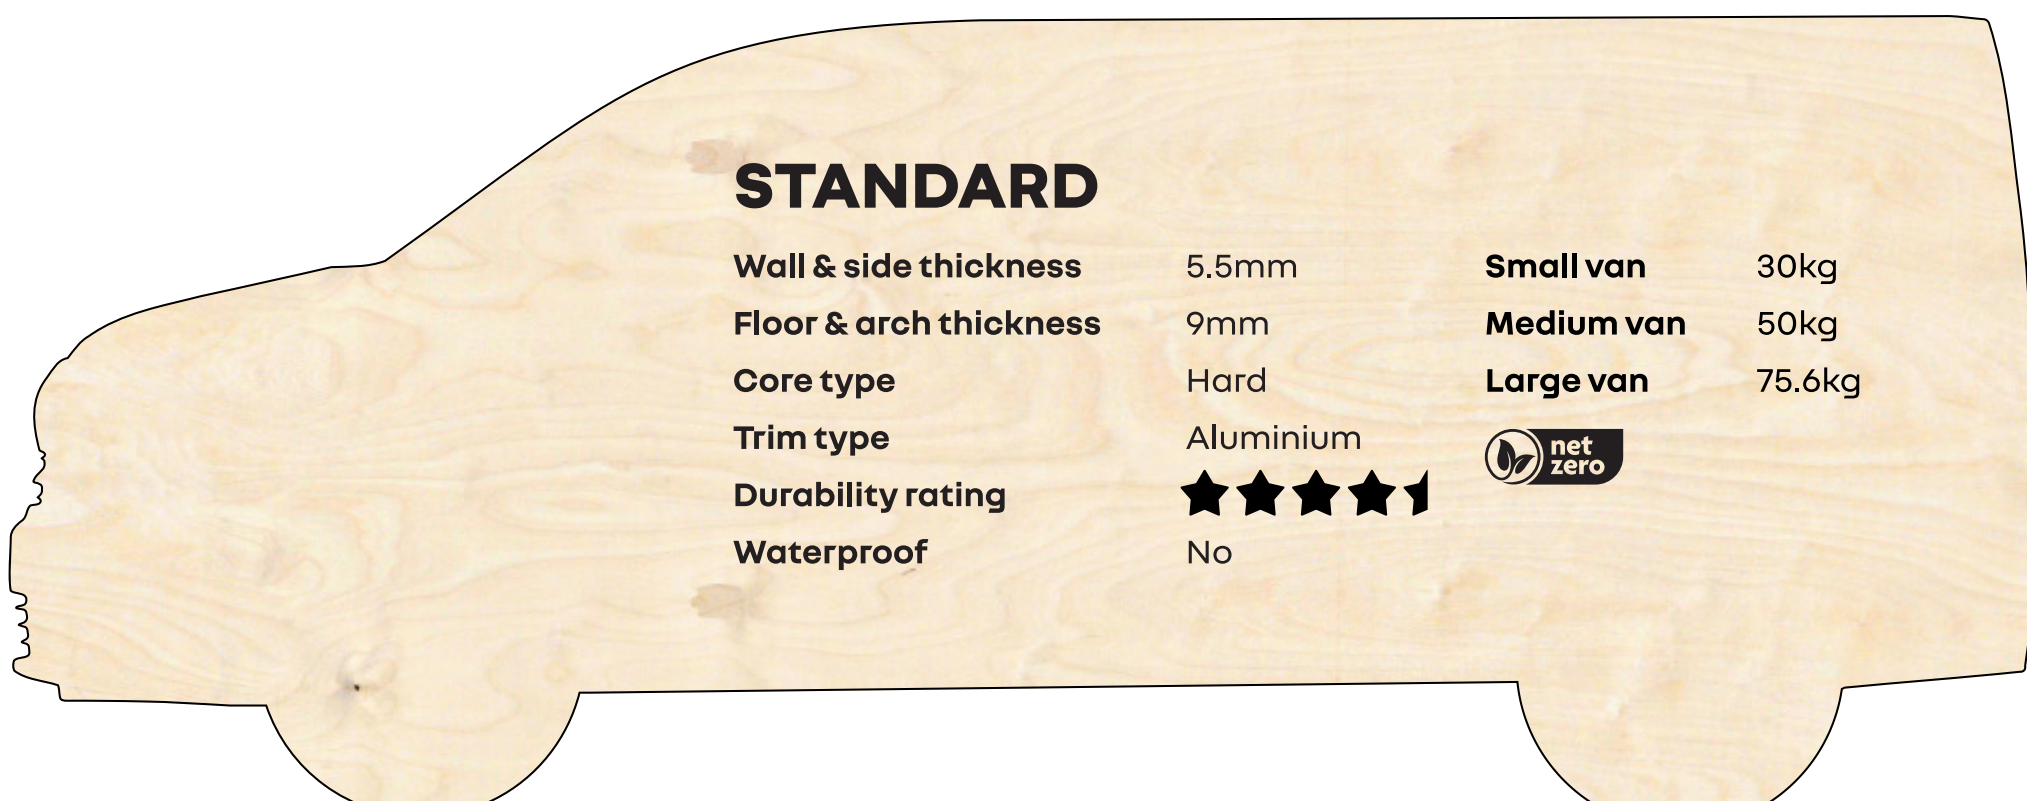 STANDARD
Wall & side thickness 5.5mm
Floor & arch thickness 9mm
Core type Hard
Trim type Aluminium
Durability rating
Waterproof No
Small van 30kg
Medium van 50kg
Large van 75.6kg
net
zero